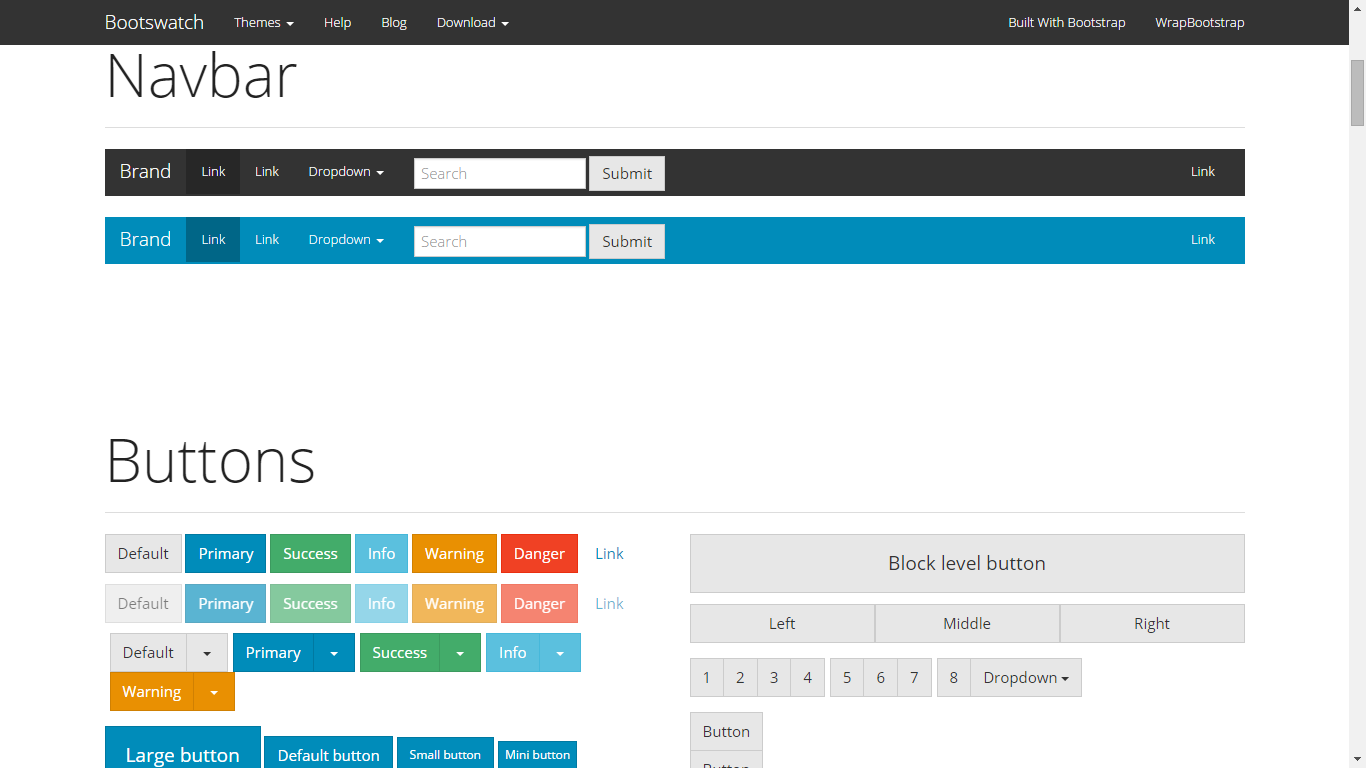 Bootswatch Themes Help Blog Download Built With Bootstrap WrapBootstrap
Navbar
Brand Link Link Dropdown Search Submit Link
Brand Link Link Dropdown Search Submit Link
Buttons
Default Primary Success Info Warning Danger Link
Default Primary Success Info Warning Danger Link
Default Primary Success Info
Warning
Large button Default button Small button Mini button
Block level button
Left Middle Right
1 2 3 4 5 6 7 8 Dropdown
Button
Button